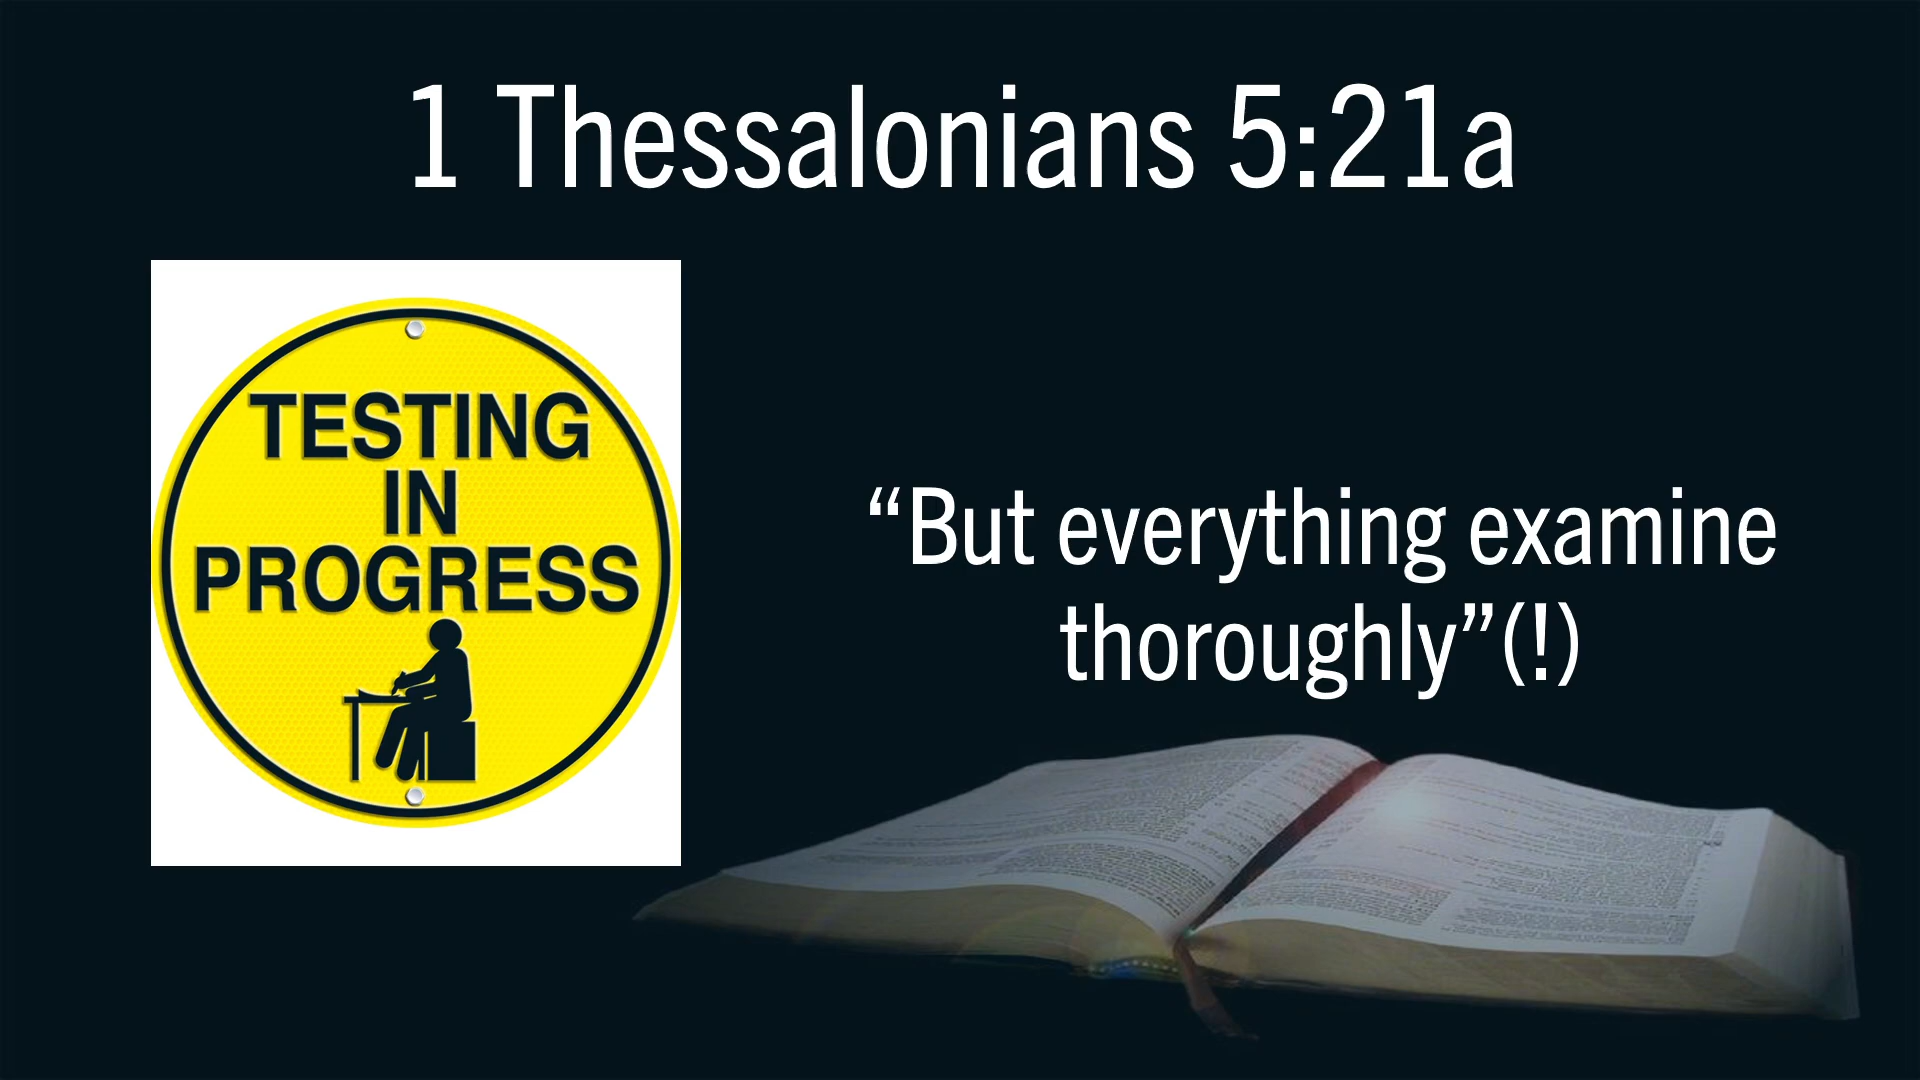 1 Thessalonians 5:21a
TESTING
IN
PROGRESS
“But everything examine
thoroughly”(!)